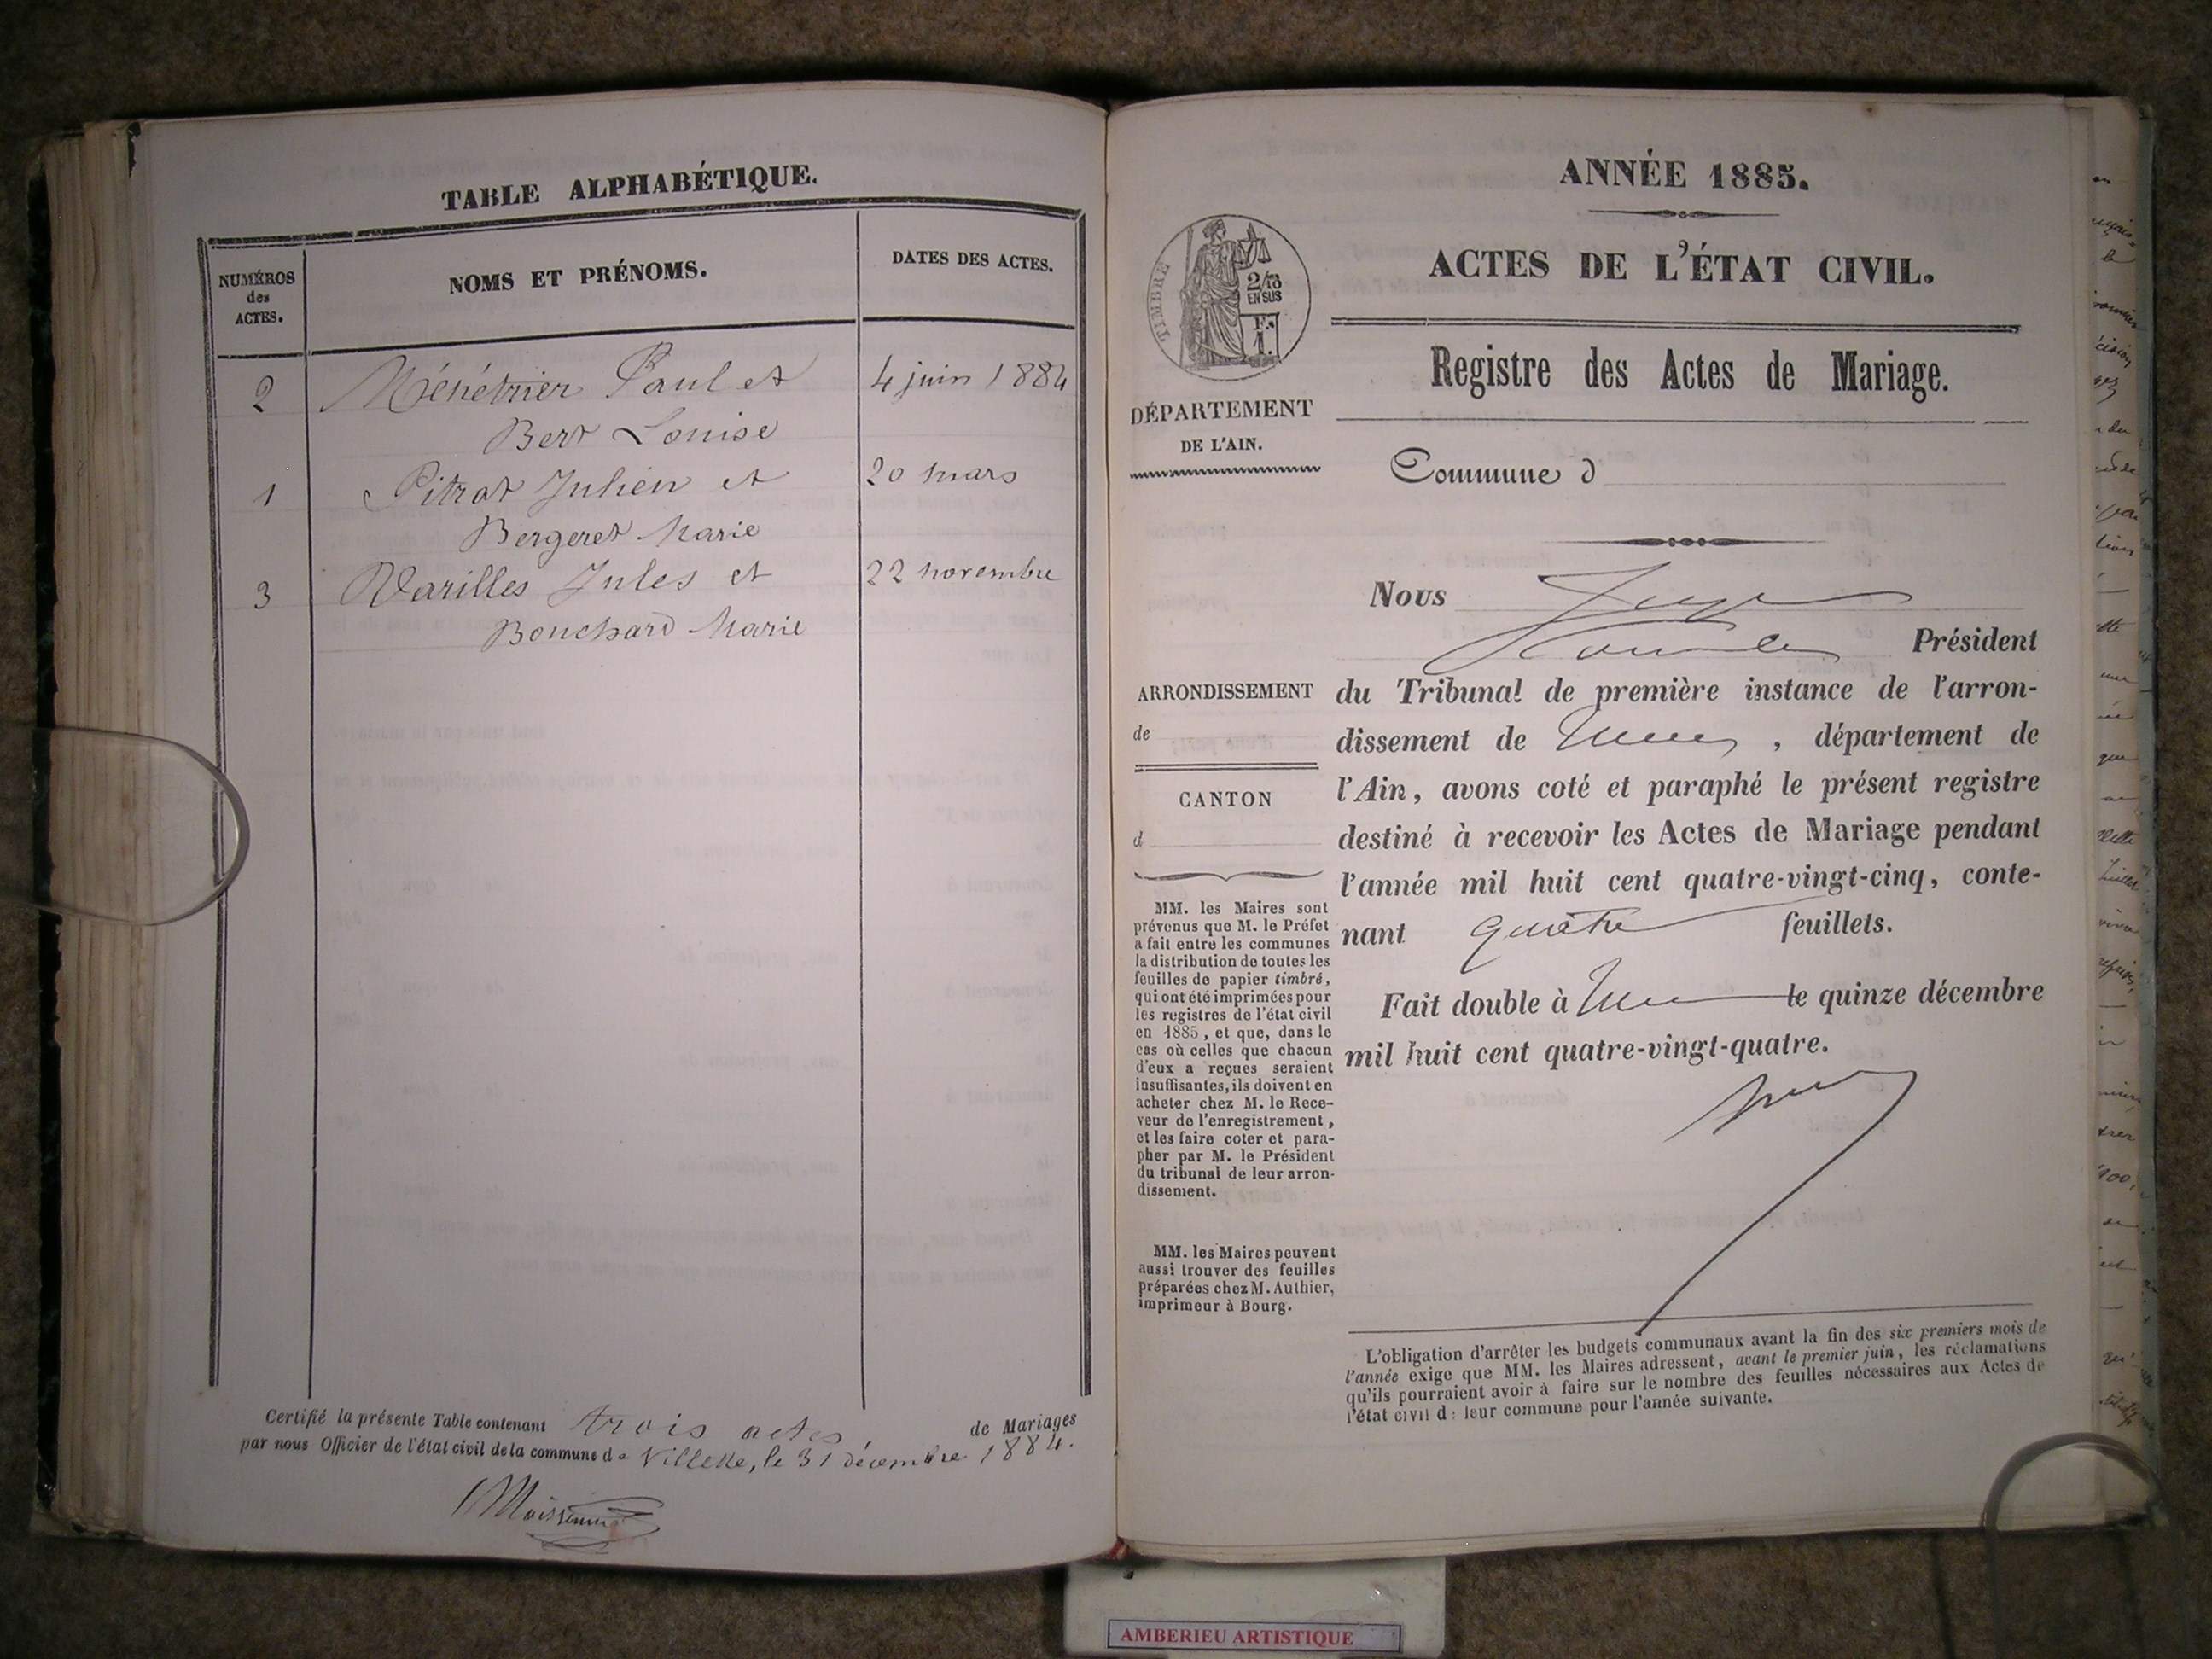 TABLE ALPHABÉTIQUE.
NUMÉROS
des
ACTES.
NOMS ET PRÉNOMS.
DATES DES ACTES.
2 Ménétrier Paul et 4 juin 1884
Bert Louise
1 Pitrat Julien et 20 mars
Bergeret Marie
3 Varilles Jules et 22 novembre
Bouchard Marie
Certifié la présente Table contenant trois actes, de Mariages
par nous Officier de l'état civil de la commune de Villette, le 31 décembre 1884.
ANNÉE 1885.
ACTES DE L'ÉTAT CIVIL.
TIMBRE
2/10
EN SUS
F.
1.
Registre des Actes de Mariage.
DÉPARTEMENT
DE L'AIN.
Commune d
Nous
Président
ARRONDISSEMENT
de
CANTON
d
du Tribunal de première instance de l'arron-
dissement de , département de
l'Ain, avons coté et paraphé le présent registre
destiné à recevoir les Actes de Mariage pendant
l'année mil huit cent quatre-vingt-cinq, conte-
nant quatre feuillets.
Fait double à le quinze décembre
mil huit cent quatre-vingt-quatre.
MM. les Maires sont
prévenus que M. le Préfet
a fait entre les communes
la distribution de toutes les
feuilles de papier timbré,
qui ont été imprimées pour
les registres de l'état civil
en 1885, et que, dans le
cas où celles que chacun
d'eux a reçues seraient
insuffisantes, ils doivent en
acheter chez M. le Rece-
veur de l'enregistrement,
et les faire coter et para-
pher par M. le Président
du tribunal de leur arron-
dissement.
MM. les Maires peuvent
aussi trouver des feuilles
préparées chez M. Authier,
imprimeur à Bourg.
L'obligation d'arrêter les budgets communaux avant la fin des six premiers mois de
l'année exige que MM. les Maires adressent, avant le premier juin, les réclamations
qu'ils pourraient avoir à faire sur le nombre des feuilles nécessaires aux Actes de
l'état civil d: leur commune pour l'année suivante.
AMBERIEU ARTISTIQUE